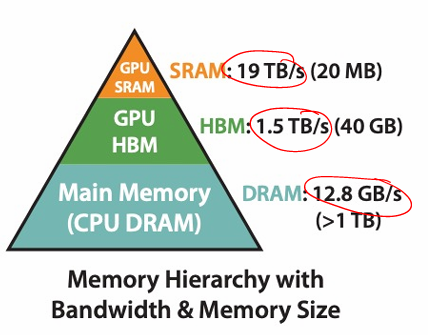 GPU
SRAM
SRAM: 19 TB/s (20 MB)
GPU
HBM
HBM: 1.5 TB/s (40 GB)
Main Memory
(CPU DRAM)
DRAM: 12.8 GB/s
(>1 TB)
Memory Hierarchy with
Bandwidth & Memory Size